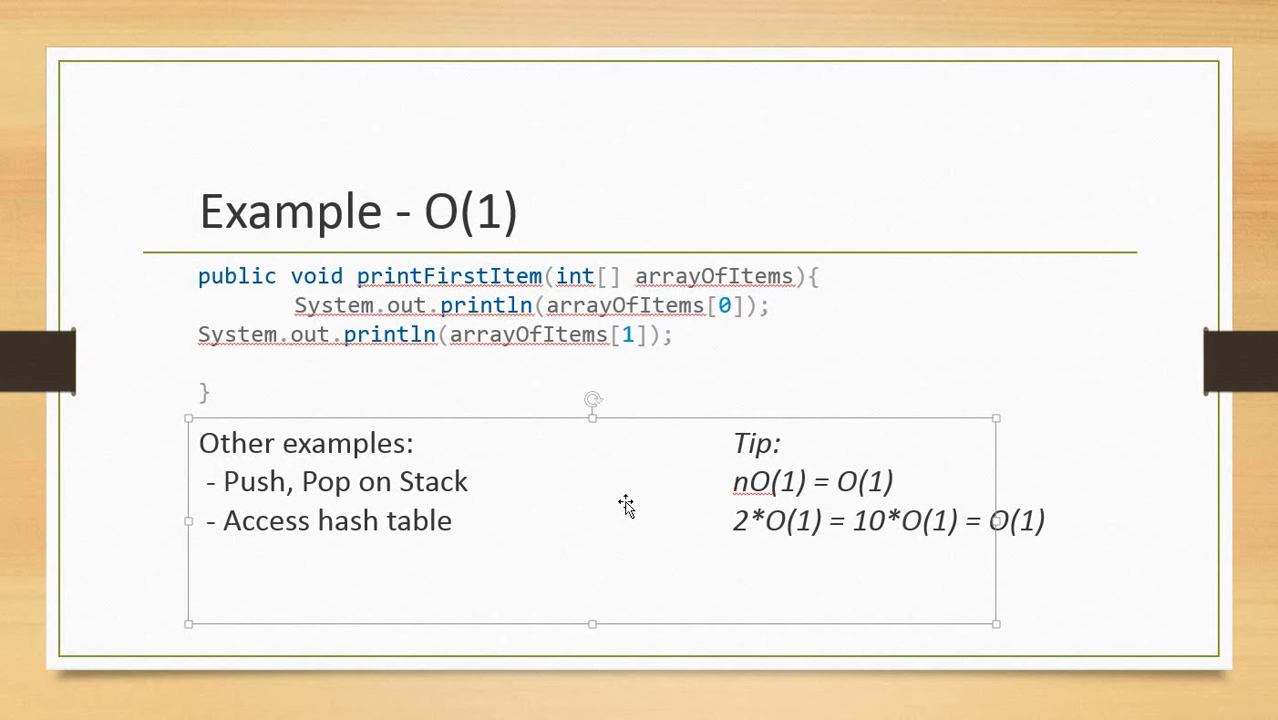 Example - O(1)
public void printFirstItem(int[] arrayOfItems){
System.out.println(arrayOfItems[0]);
System.out.println(arrayOfItems[1]);
}
Other examples:
- Push, Pop on Stack
- Access hash table
Tip:
nO(1) = O(1)
2*O(1) = 10*O(1) = O(1)